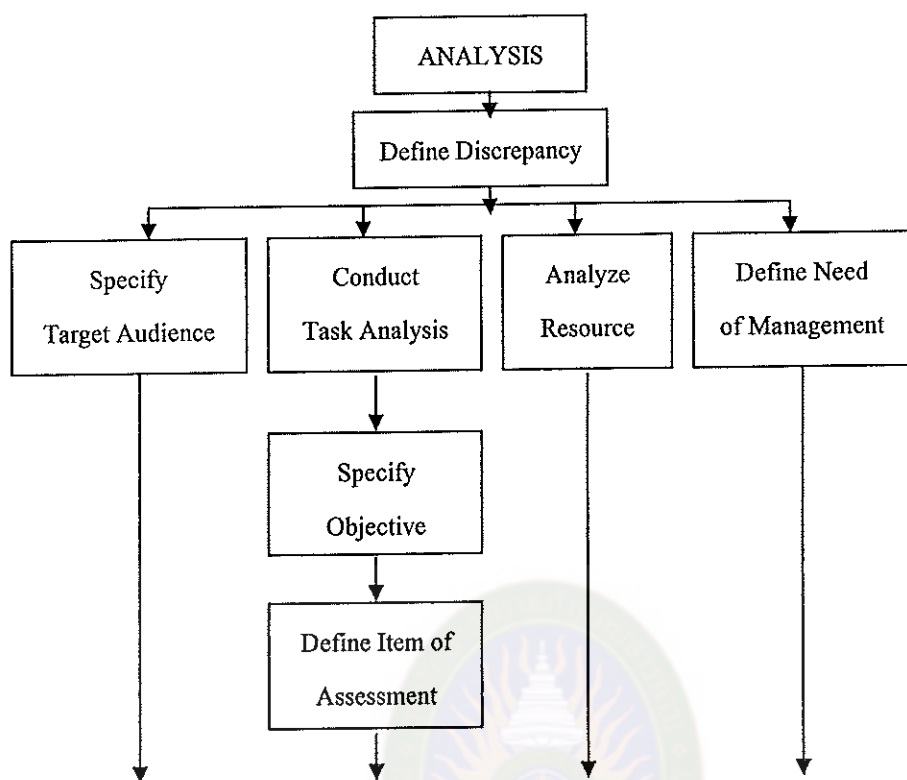 ANALYSIS
Define Discrepancy
Specify
Target Audience
Conduct
Task Analysis
Analyze
Resource
Define Need
of Management
Specify
Objective
Define Item of
Assessment